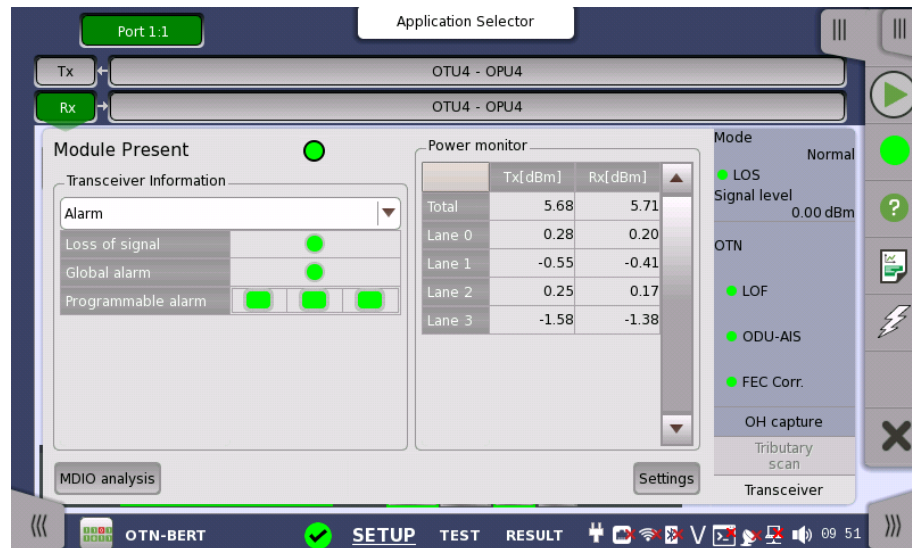 Port 1:1
Application Selector
Tx
OTU4 - OPU4
Rx
OTU4 - OPU4
Module Present
Transceiver Information
Alarm
Loss of signal
Global alarm
Programmable alarm
MDIO analysis
Power monitor
Tx[dBm] Rx[dBm]
Total 5.68 5.71
Lane 0 0.28 0.20
Lane 1 -0.55 -0.41
Lane 2 0.25 0.17
Lane 3 -1.58 -1.38
Settings
Mode
Normal
LOS
Signal level
0.00 dBm
OTN
LOF
ODU-AIS
FEC Corr.
OH capture
Tributary
scan
Transceiver
OTN-BERT SETUP TEST RESULT 09 51